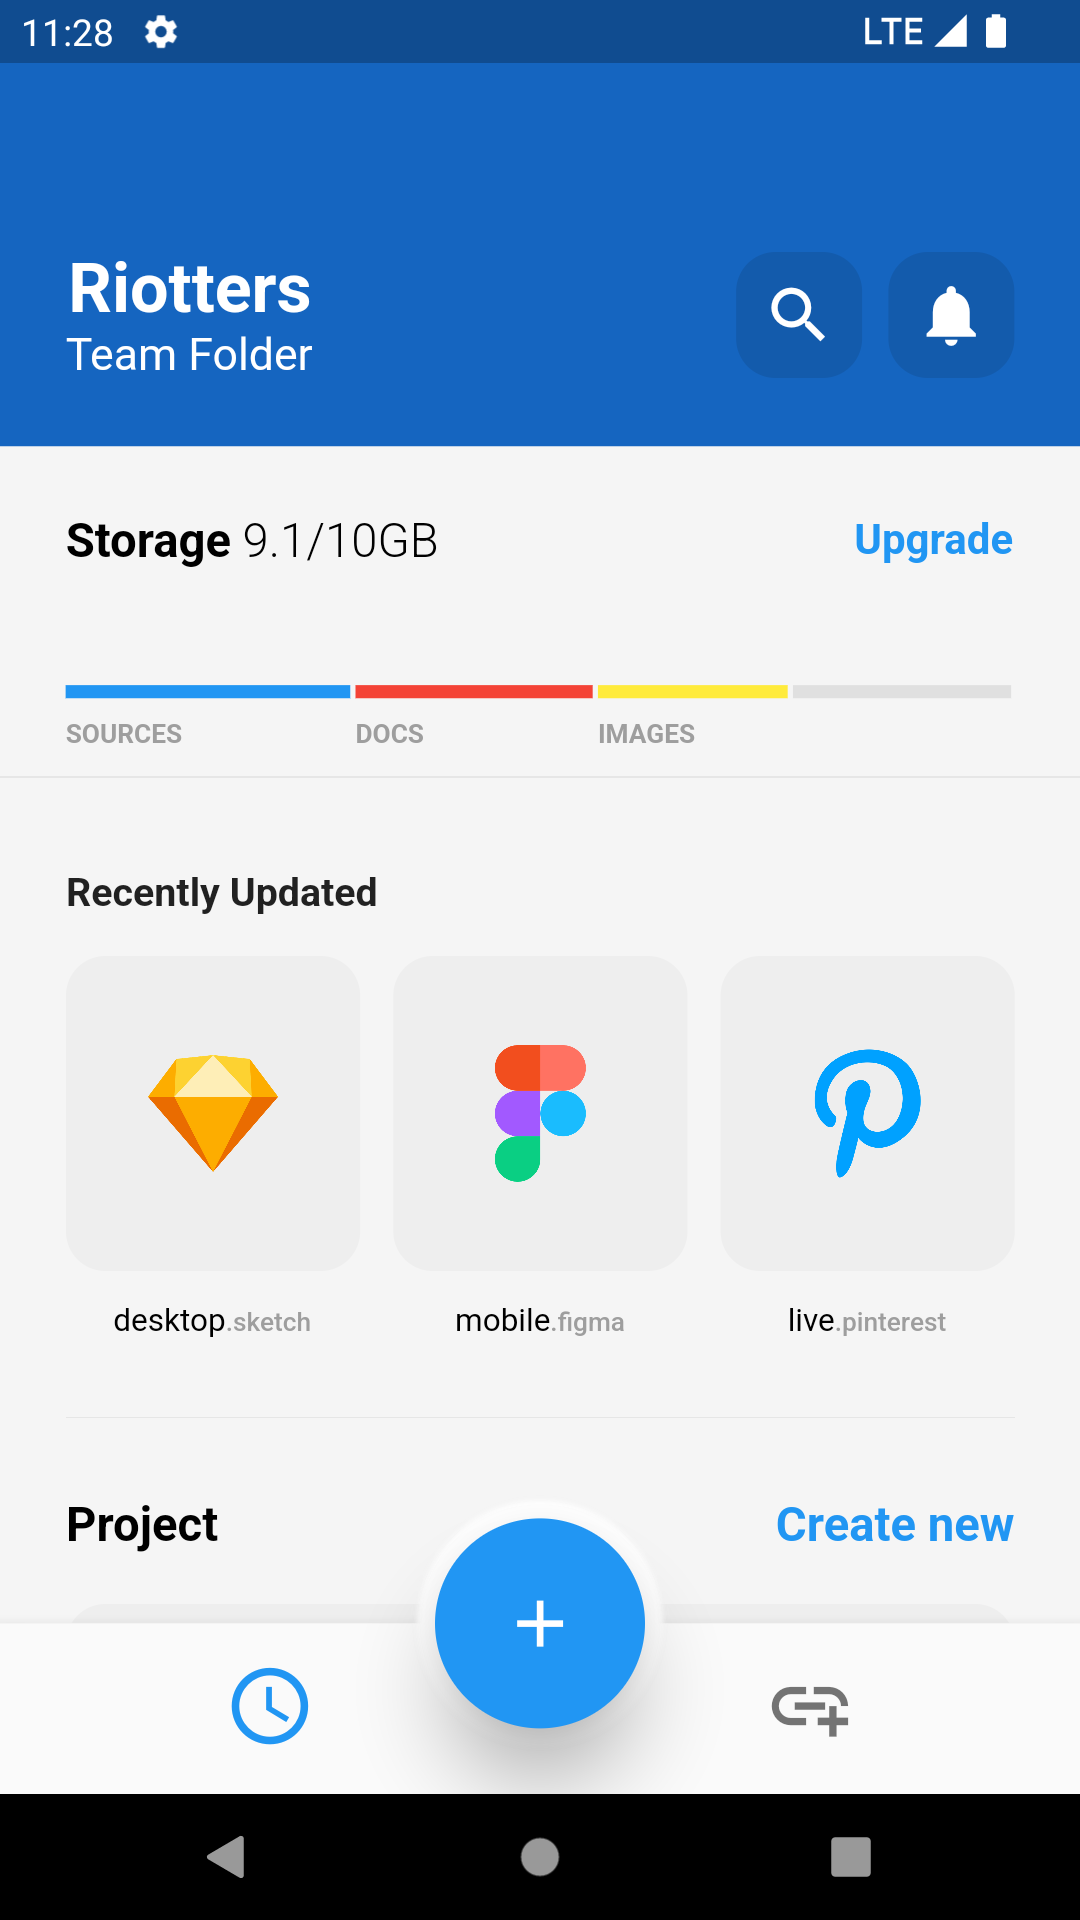 11:28 LTE
Riotters
Team Folder
Storage 9.1/10GB Upgrade
SOURCES DOCS IMAGES
Recently Updated
desktop.sketch mobile.figma live.pinterest
Project Create new